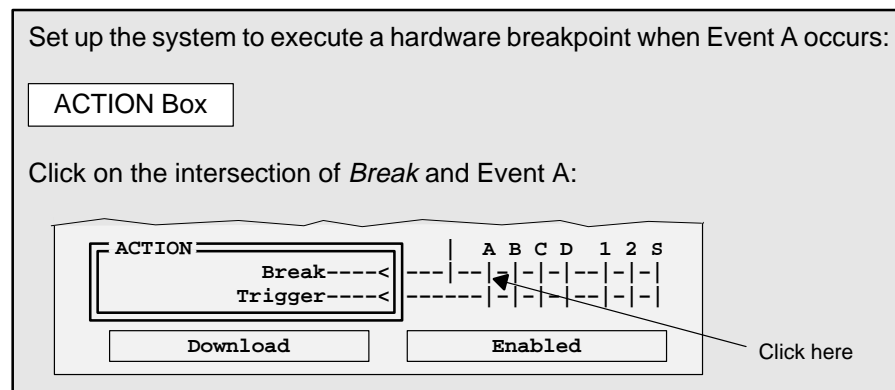 Set up the system to execute a hardware breakpoint when Event A occurs:
ACTION Box
Click on the intersection of Break and Event A:
ACTION | A B C D 1 2 S
Break----< ---|--|-|-|-|--|-|-|
Trigger----< ------|-|-|-|--|-|-|
Download Enabled
Click here